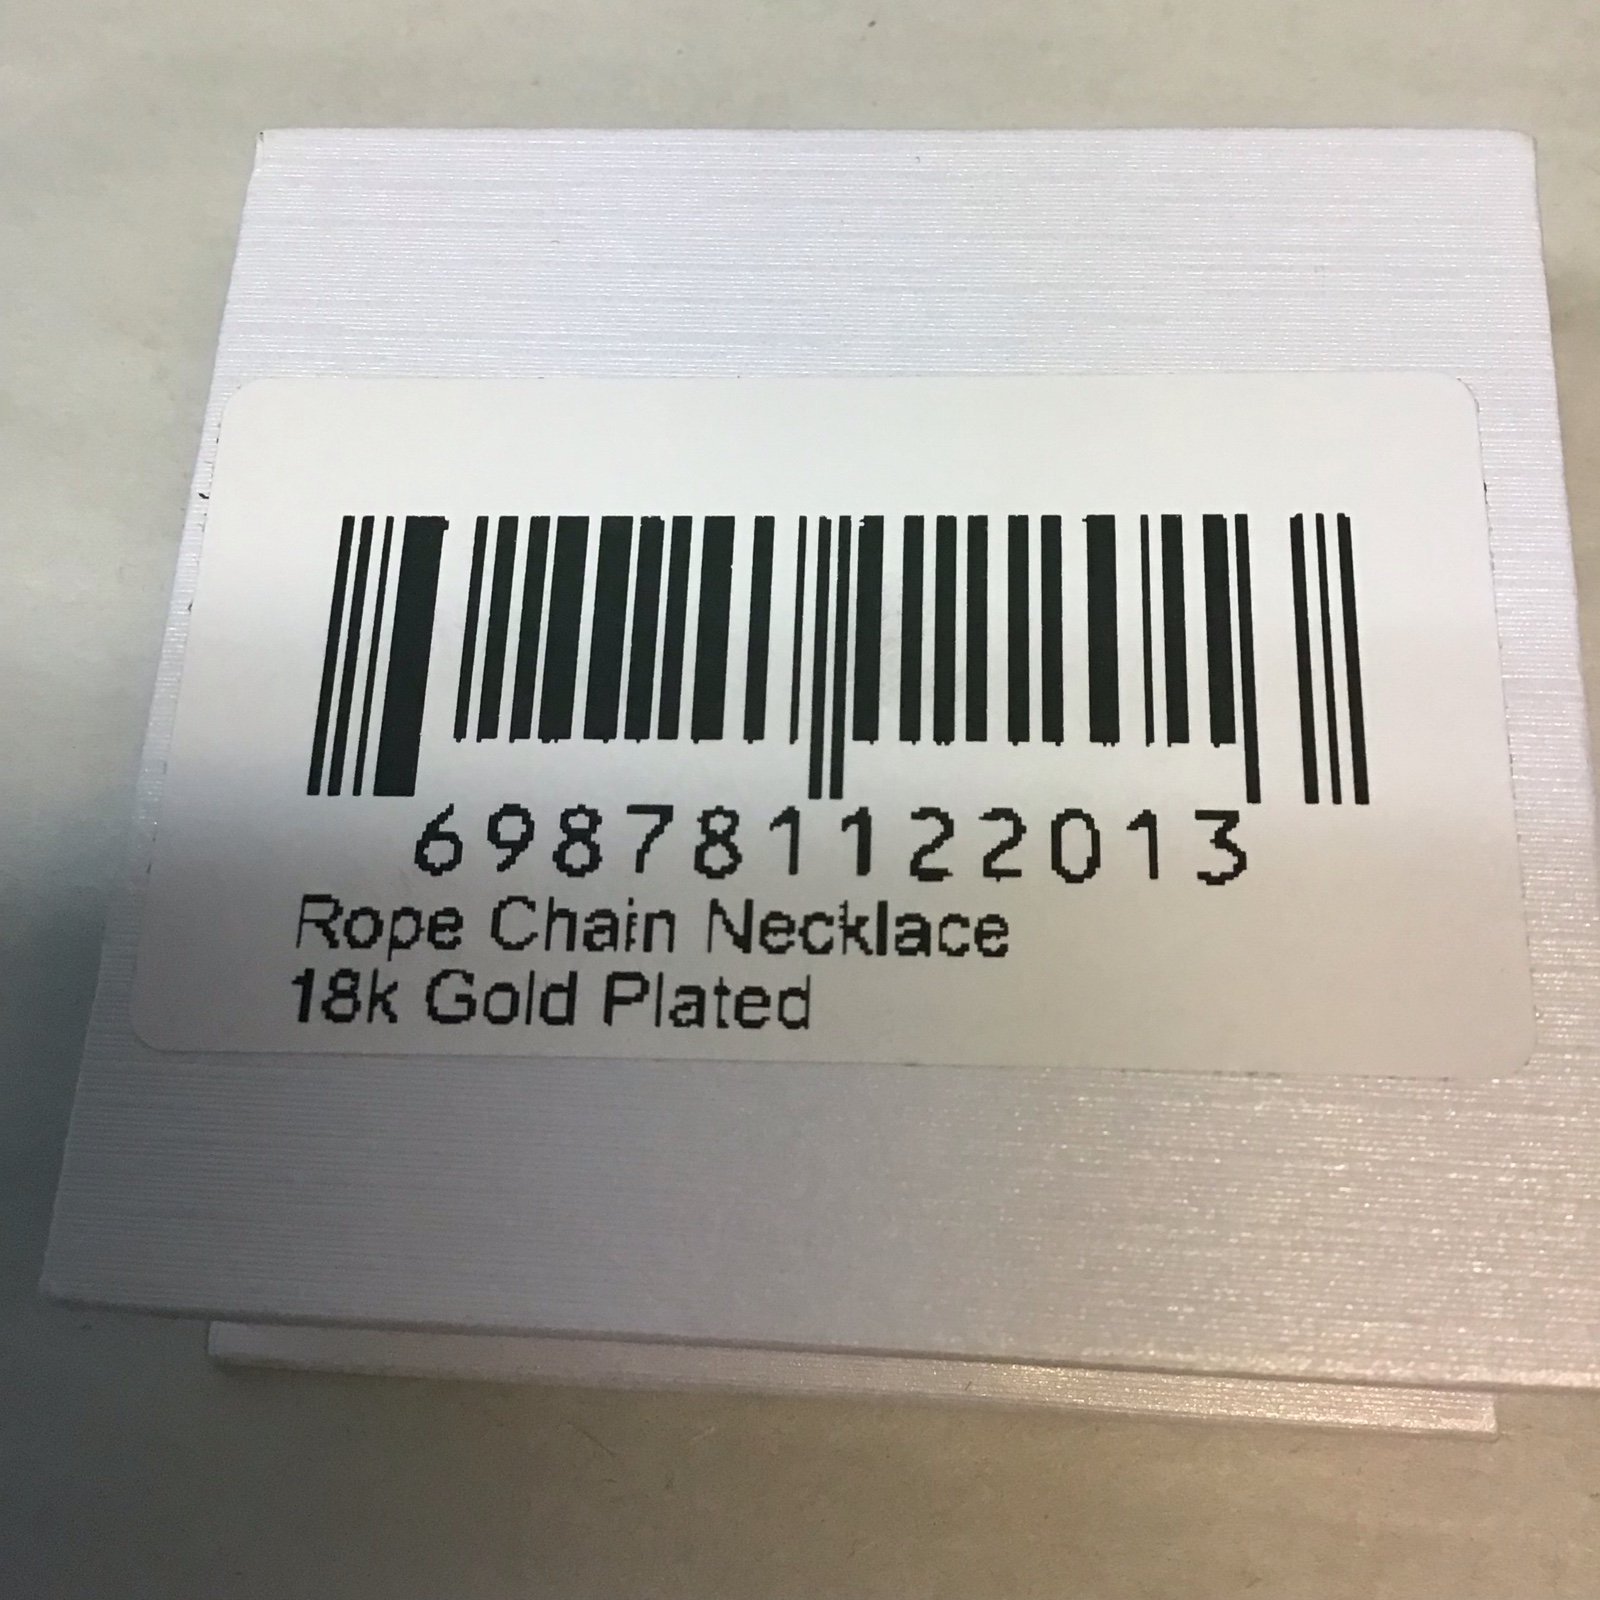 698781122013
Rope Chain Necklace
18k Gold Plated